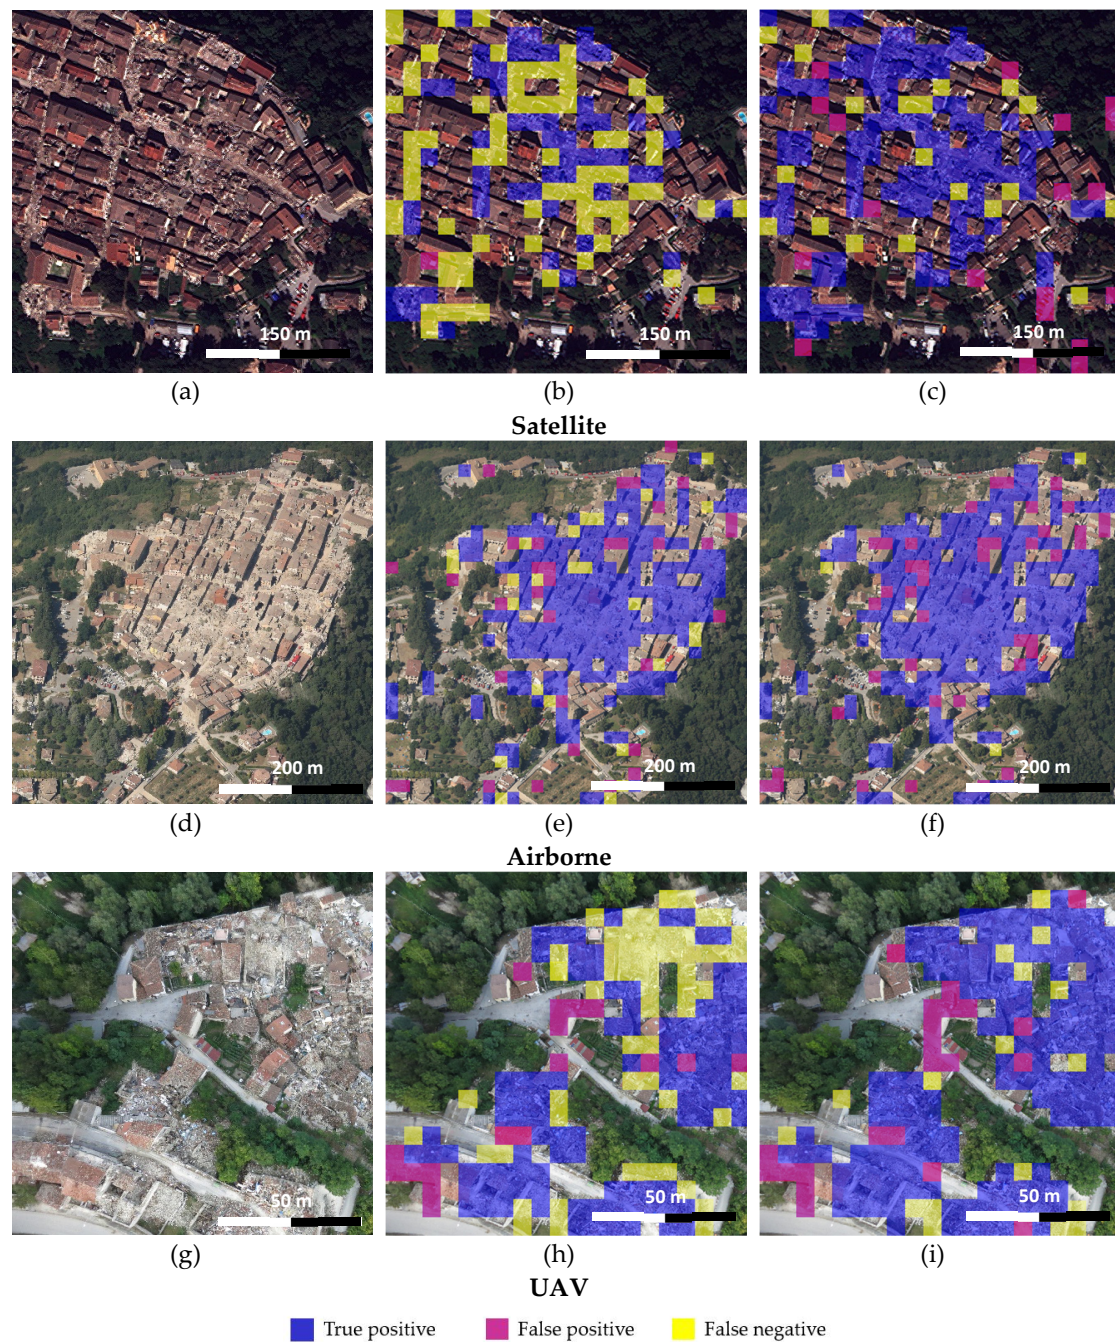 150 m
150 m
150 m
(a)
(b)
(c)
Satellite
200 m
200 m
200 m
(d)
(e)
(f)
Airborne
50 m
50 m
50 m
(g)
(h)
(i)
UAV
True positive
False positive
False negative